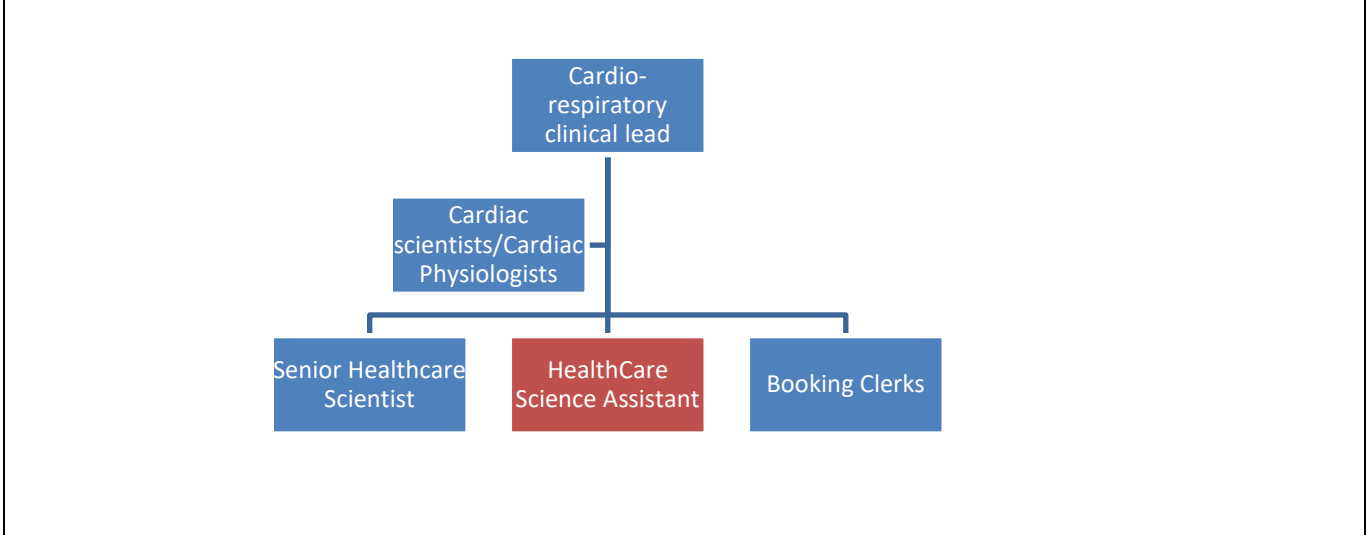 Cardio-
respiratory
clinical lead
Cardiac
scientists/Cardiac
Physiologists
Senior Healthcare
Scientist
HealthCare
Science Assistant
Booking Clerks